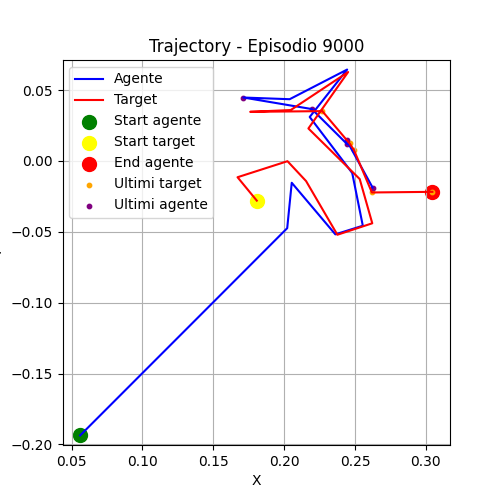 Trajectory - Episodio 9000
Agente
Target
Start agente
Start target
End agente
Ultimi target
Ultimi agente
0.05
0.00
−0.05
−0.10
−0.15
−0.20
0.05 0.10 0.15 0.20 0.25 0.30
X